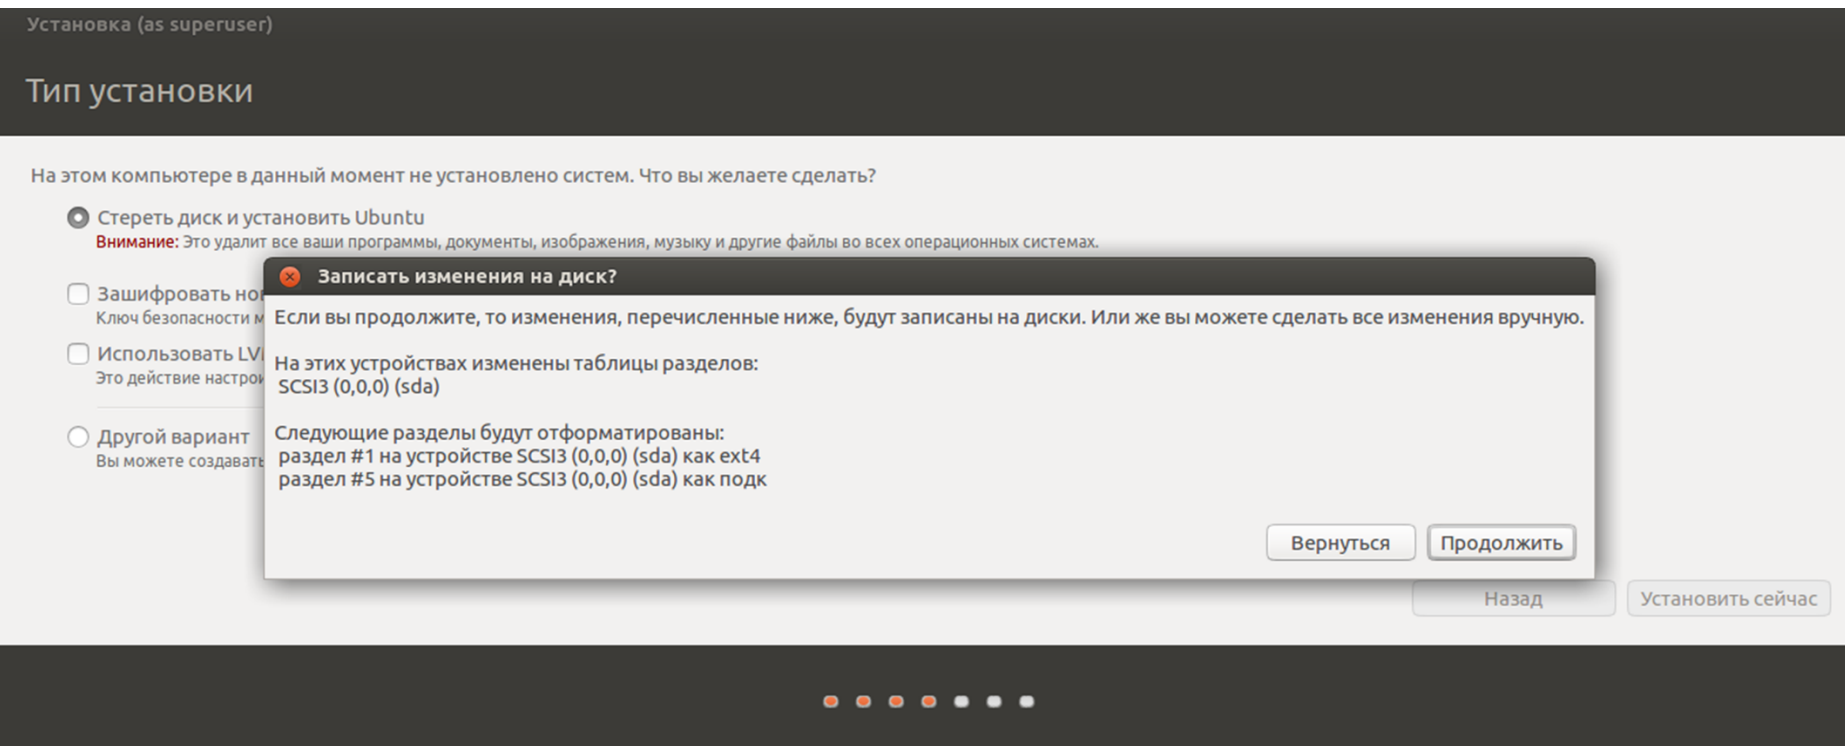 Установка (as superuser)
Тип установки
На этом компьютере в данный момент не установлено систем. Что вы желаете сделать?
Стереть диск и установить Ubuntu
Внимание: Это удалит все ваши программы, документы, изображения, музыку и другие файлы во всех операционных системах.
Записать изменения на диск?
Зашифровать
Ключ безопасности
Если вы продолжите, то изменения, перечисленные ниже, будут записаны на диски. Или же вы можете сделать все изменения вручную.
Использовать
Это действие
На этих устройствах изменены таблицы разделов:
SCSI3 (0,0,0) (sda)
Другой вариант
Вы можете
Следующие разделы будут отформатированы:
раздел #1 на устройстве SCSI3 (0,0,0) (sda) как ext4
раздел #5 на устройстве SCSI3 (0,0,0) (sda) как подк
Вернуться
Продолжить
Назад
Установить сейчас